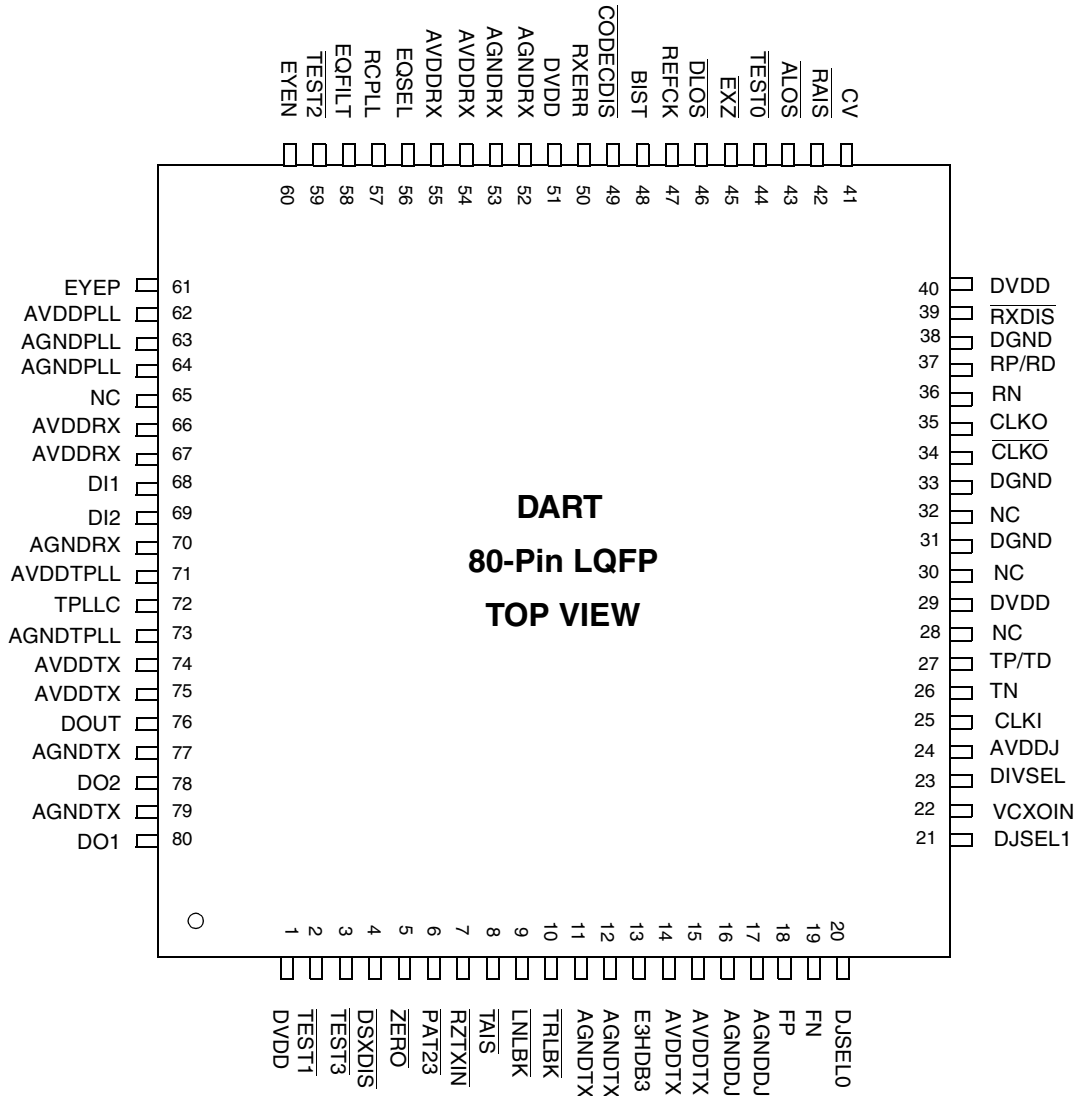 EYEN
TEST2
EQFILT
RCPLL
EQSEL
AVDDRX
AVDDRX
AGNDRX
AGNDRX
DVDD
RXERR
CODECDIS
BIST
REFCK
DLOS
EXZ
TEST0
ALOS
RAIS
CV
60
59
58
57
56
55
54
53
52
51
50
49
48
47
46
45
44
43
42
41
EYEP 61
AVDDPLL 62
AGNDPLL 63
AGNDPLL 64
NC 65
AVDDRX 66
AVDDRX 67
DI1 68
DI2 69
AGNDRX 70
AVDDTPLL 71
TPLLC 72
AGNDTPLL 73
AVDDTX 74
AVDDTX 75
DOUT 76
AGNDTX 77
DO2 78
AGNDTX 79
DO1 80
DART
80-Pin LQFP
TOP VIEW
40 DVDD
39 RXDIS
38 DGND
37 RP/RD
36 RN
35 CLKO
34 CLKO
33 DGND
32 NC
31 DGND
30 NC
29 DVDD
28 NC
27 TP/TD
26 TN
25 CLKI
24 AVDDJ
23 DIVSEL
22 VCXOIN
21 DJSEL1
1
2
3
4
5
6
7
8
9
10
11
12
13
14
15
16
17
18
19
20
DVDD
TEST1
TEST3
DSXDIS
ZERO
PAT23
RZTXIN
TAIS
LNLBK
TRLBK
AGNDTX
AGNDTX
E3HDB3
AVDDTX
AVDDTX
AGNDDJ
AGNDDJ
FP
FN
DJSEL0